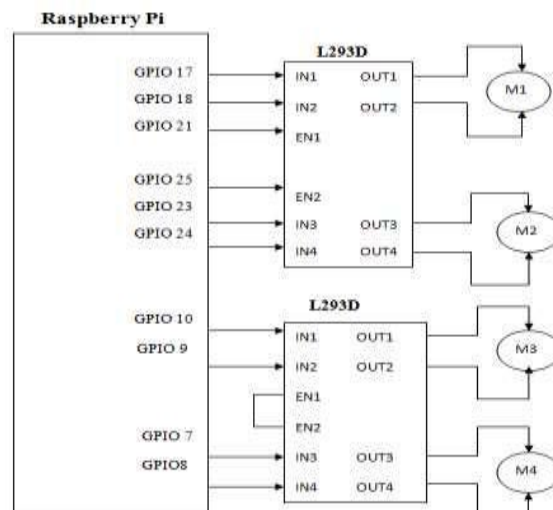 Raspberry Pi
L293D
GPIO 17
IN1 OUT1
M1
GPIO 18
IN2 OUT2
GPIO 21
EN1
GPIO 25
EN2
GPIO 23
IN3 OUT3
M2
GPIO 24
IN4 OUT4
L293D
GPIO 10
IN1 OUT1
M3
GPIO 9
IN2 OUT2
EN1
EN2
GPIO 7
IN3 OUT3
M4
GPIO8
IN4 OUT4